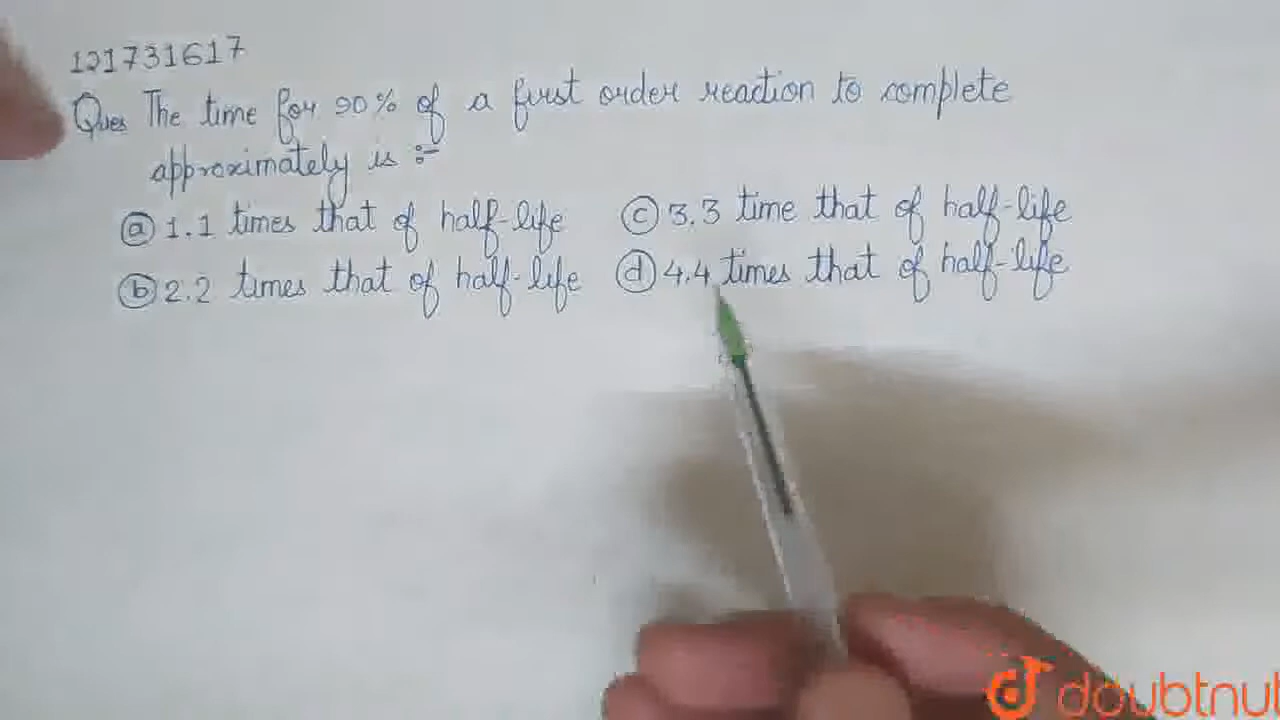 121731617
Ques The time for 90% of a first order reaction to complete
approximately is :-
(a) 1.1 times that of half-life (c) 3.3 time that of half-life
(b) 2.2 times that of half-life (d) 4.4 times that of half-life
doubtnut